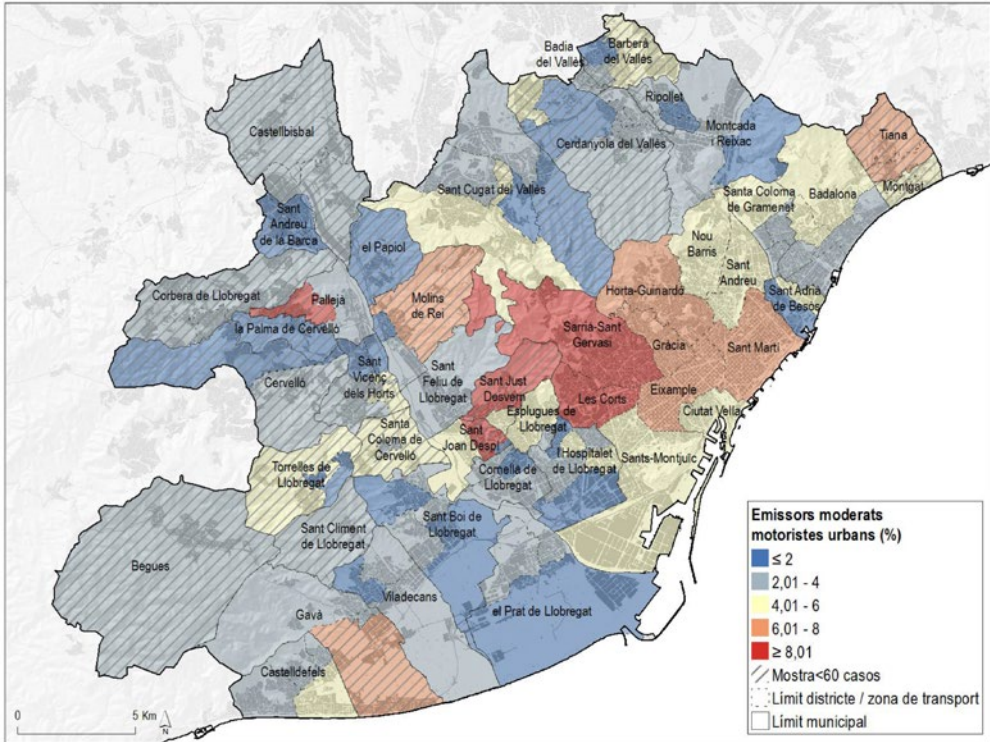 Badia
del Vallès
Barberà
del Vallès
Castellbisbal
Ripollet
Cerdanyola del Vallès
Montcada
i Reixac
Tiana
Sant Cugat del Vallès
Santa Coloma
de Gramenet
Badalona
Montgat
Sant
Andreu
de la Barca
el Papiol
Nou
Barris
Sant
Andreu
Sant Adrià
de Besòs
Corbera de Llobregat
Pallejà
Molins
de Rei
Horta-Guinardó
la Palma de Cervelló
Sarrià-Sant
Gervasi
Gràcia
Sant Martí
Cervelló
Sant
Vicenç
dels Horts
Sant
Feliu de
Llobregat
Sant Just
Desvern
Les Corts
Eixample
Ciutat Vella
Esplugues de
Llobregat
Santa
Coloma de
Cervelló
Sant
Joan Despí
Cornellà de
Llobregat
l'Hospitalet
de Llobregat
Sants-Montjuïc
Torrelles de
Llobregat
Sant Climent
de Llobregat
Sant Boi de
Llobregat
Begues
Viladecans
el Prat de Llobregat
Gavà
Castelldefels
0 5 Km
N
Emissors moderats
motoristes urbans (%)
≤ 2
2,01 - 4
4,01 - 6
6,01 - 8
≥ 8,01
Mostra<60 casos
Límit districte / zona de transport
Límit municipal